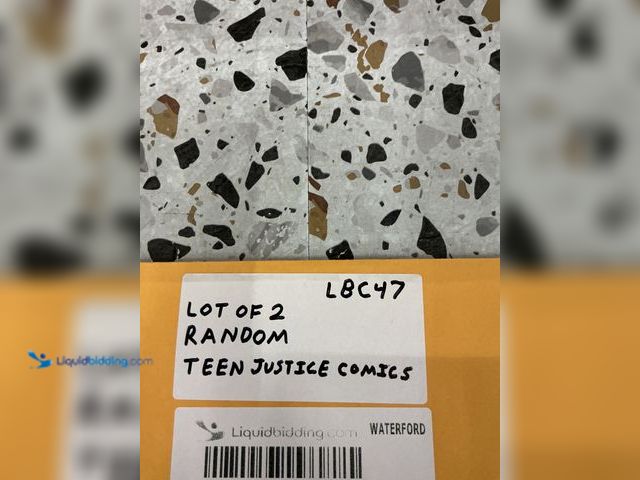 LBC47
LOT OF 2
RANDOM
TEEN JUSTICE COMICS
Liquidbidding.com
Liquidbidding.com WATERFORD